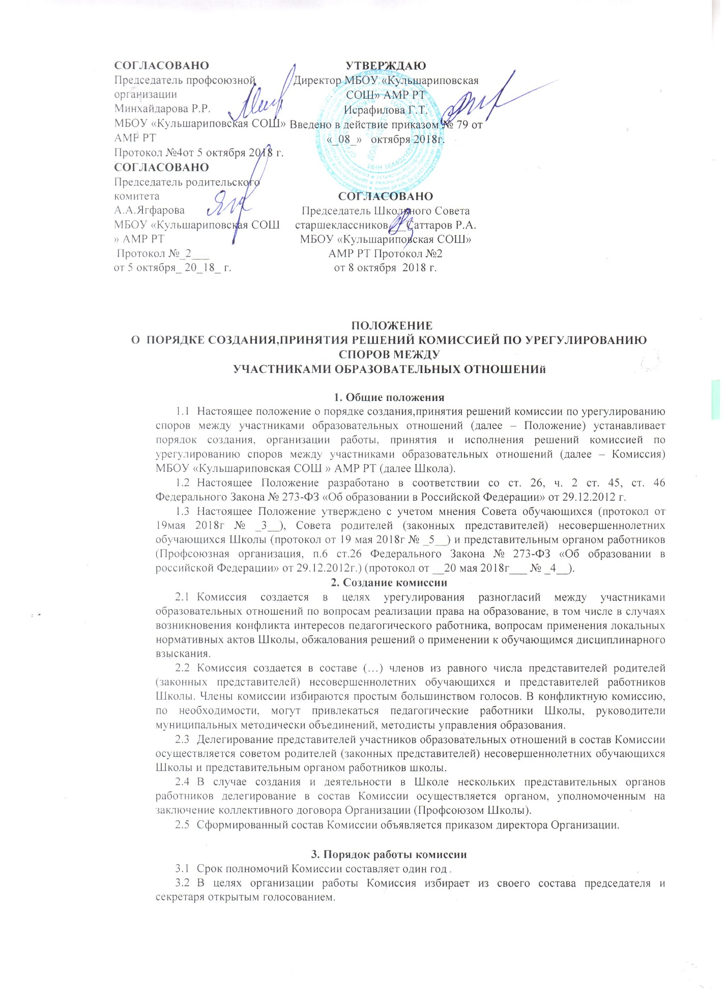 СОГЛАСОВАНО
Председатель профсоюзной
организации
Минхайдарова Р.Р.
МБОУ «Кульшариповская СОШ»
АМР РТ
Протокол №4от 5 октября 2018 г.
СОГЛАСОВАНО
Председатель родительского
комитета
А.А.Ягфарова
МБОУ «Кульшариповская СОШ
» АМР РТ
Протокол №_2___
от 5 октября_ 20_18_ г.
УТВЕРЖДАЮ
Директор МБОУ «Кульшариповская
СОШ» АМР РТ
Исрафилова Г.Т.
Введено в действие приказом № 79 от
«_08_» октября 2018г.
СОГЛАСОВАНО
Председатель Школьного Совета
старшеклассников___Саттаров Р.А.
МБОУ «Кульшариповская СОШ»
АМР РТ Протокол №2
от 8 октября 2018 г.
ПОЛОЖЕНИЕ
О ПОРЯДКЕ СОЗДАНИЯ,ПРИНЯТИЯ РЕШЕНИЙ КОМИССИЕЙ ПО УРЕГУЛИРОВАНИЮ
СПОРОВ МЕЖДУ
УЧАСТНИКАМИ ОБРАЗОВАТЕЛЬНЫХ ОТНОШЕНИй
1. Общие положения
1.1 Настоящее положение о порядке создания,принятия решений комиссии по урегулированию
споров между участниками образовательных отношений (далее – Положение) устанавливает
порядок создания, организации работы, принятия и исполнения решений комиссией по
урегулированию споров между участниками образовательных отношений (далее – Комиссия)
МБОУ «Кульшариповская СОШ » АМР РТ (далее Школа).
1.2 Настоящее Положение разработано в соответствии со ст. 26, ч. 2 ст. 45, ст. 46
Федерального Закона № 273-ФЗ «Об образовании в Российской Федерации» от 29.12.2012 г.
1.3 Настоящее Положение утверждено с учетом мнения Совета обучающихся (протокол от
19мая 2018г № _3__), Совета родителей (законных представителей) несовершеннолетних
обучающихся Школы (протокол от 19 мая 2018г № _5__) и представительным органом работников
(Профсоюзная организация, п.6 ст.26 Федерального Закона № 273-ФЗ «Об образовании в
российской Федерации» от 29.12.2012г.) (протокол от __20 мая 2018г___ № _4__).
2. Создание комиссии
2.1 Комиссия создается в целях урегулирования разногласий между участниками
образовательных отношений по вопросам реализации права на образование, в том числе в случаях
возникновения конфликта интересов педагогического работника, вопросам применения локальных
нормативных актов Школы, обжалования решений о применении к обучающимся дисциплинарного
взыскания.
2.2 Комиссия создается в составе (…) членов из равного числа представителей родителей
(законных представителей) несовершеннолетних обучающихся и представителей работников
Школы. Члены комиссии избираются простым большинством голосов. В конфликтную комиссию,
по необходимости, могут привлекаться педагогические работники Школы, руководители
муниципальных методически объединений, методисты управления образования.
2.3 Делегирование представителей участников образовательных отношений в состав Комиссии
осуществляется советом родителей (законных представителей) несовершеннолетних обучающихся
Школы и представительным органом работников школы.
2.4 В случае создания и деятельности в Школе нескольких представительных органов
работников делегирование в состав Комиссии осуществляется органом, уполномоченным на
заключение коллективного договора Организации (Профсоюзом Школы).
2.5 Сформированный состав Комиссии объявляется приказом директора Организации.
3. Порядок работы комиссии
3.1 Срок полномочий Комиссии составляет один год .
3.2 В целях организации работы Комиссия избирает из своего состава председателя и
секретаря открытым голосованием.